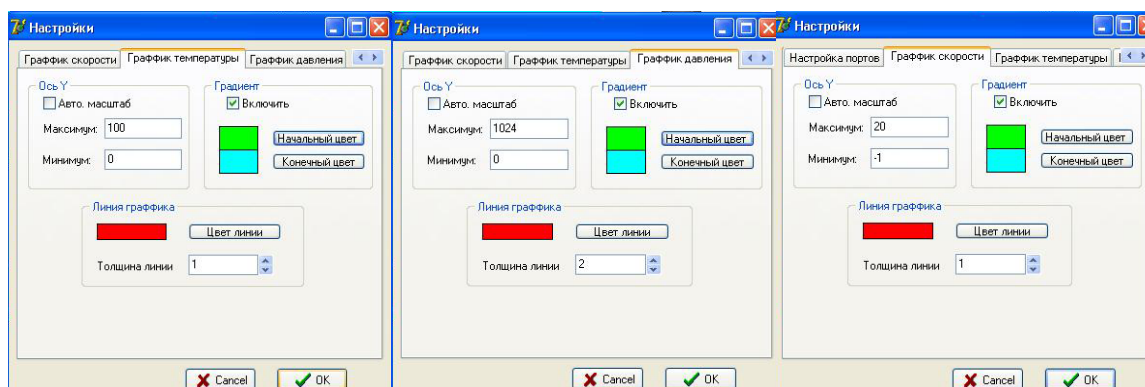 Настройки
Граффик скорости Граффик температуры Граффик давления
Ось Y
Градиент
Авто. масштаб
Включить
Максимум: 100
Начальный цвет
Минимум: 0
Конечный цвет
Линия граффика
Цвет линии
Толщина линии 1
Cancel OK
Настройки
Граффик скорости Граффик температуры Граффик давления
Ось Y
Градиент
Авто. масштаб
Включить
Максимум: 1024
Начальный цвет
Минимум: 0
Конечный цвет
Линия граффика
Цвет линии
Толщина линии 2
Cancel OK
Настройки
Настройка портов Граффик скорости Граффик температуры
Ось Y
Градиент
Авто. масштаб
Включить
Максимум: 20
Начальный цвет
Минимум: -1
Конечный цвет
Линия граффика
Цвет линии
Толщина линии 1
Cancel OK